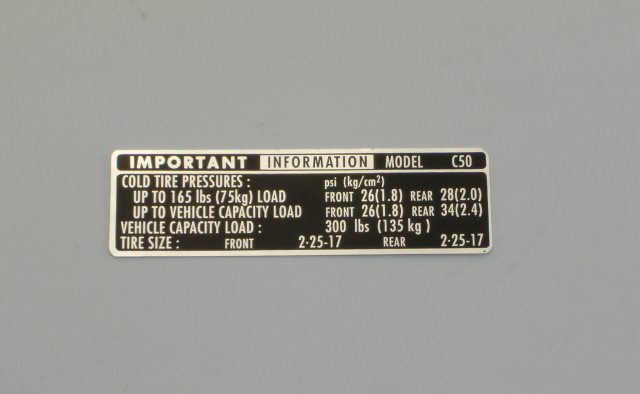 IMPORTANT INFORMATION MODEL C50
COLD TIRE PRESSURES : psi (kg/cm²)
UP TO 165 lbs (75kg) LOAD FRONT 26(1.8) REAR 28(2.0)
UP TO VEHICLE CAPACITY LOAD FRONT 26(1.8) REAR 34(2.4)
VEHICLE CAPACITY LOAD : 300 lbs (135 kg)
TIRE SIZE : FRONT 2·25-17 REAR 2·25-17